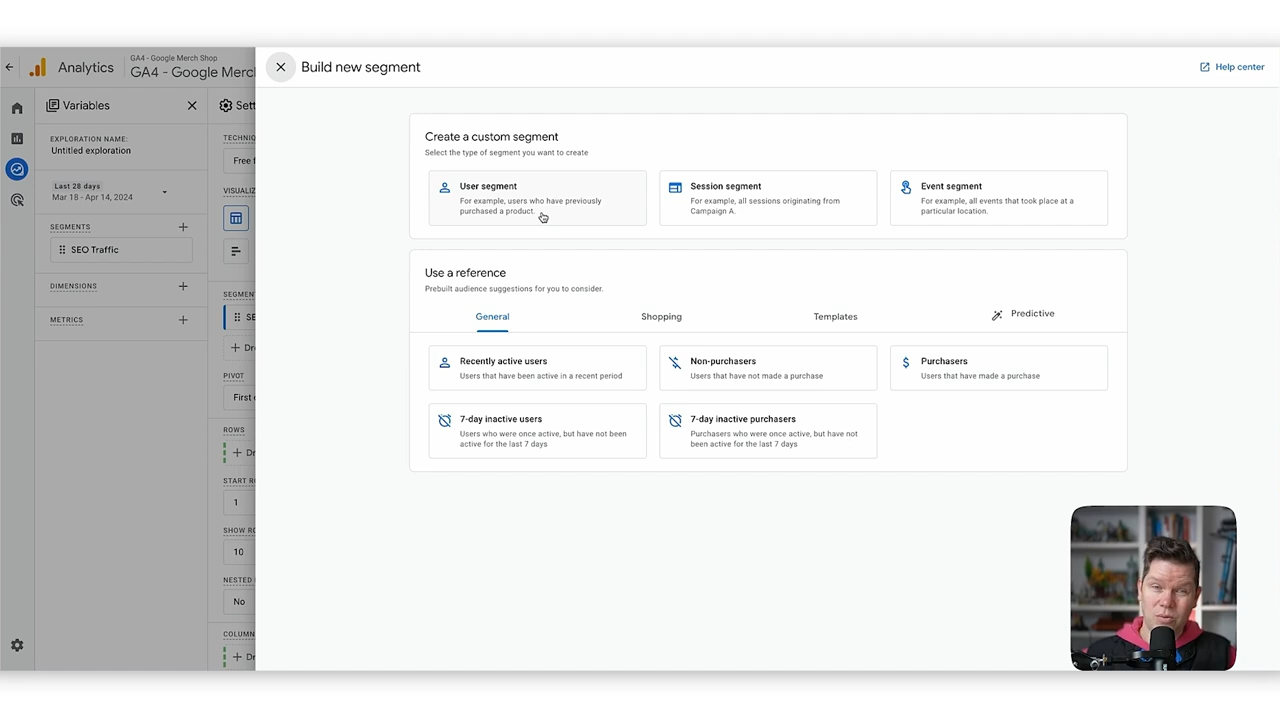 Analytics
GA4 - Google Merch Shop
GA4 - Google Merc
Build new segment
Help center
Variables
EXPLORATION NAME:
Untitled exploration
Last 28 days
Mar 18 - Apr 14, 2024
SEGMENTS
SEO Traffic
DIMENSIONS
METRICS
Sett
TECHNIQ
Free f
VISUALIZ
SEGMEN
SE
Dr
PIVOT
First c
ROWS
Dr
START RO
1
SHOW RO
10
NESTED
No
COLUMN
Dr
Create a custom segment
Select the type of segment you want to create
User segment
For example, users who have previously
purchased a product.
Session segment
For example, all sessions originating from
Campaign A.
Event segment
For example, all events that took place at a
particular location.
Use a reference
Prebuilt audience suggestions for you to consider.
General
Shopping
Templates
Predictive
Recently active users
Users that have been active in a recent period
Non-purchasers
Users that have not made a purchase
Purchasers
Users that have made a purchase
7-day inactive users
Users who were once active, but have not been
active for the last 7 days
7-day inactive purchasers
Purchasers who were once active, but have not
been active for the last 7 days